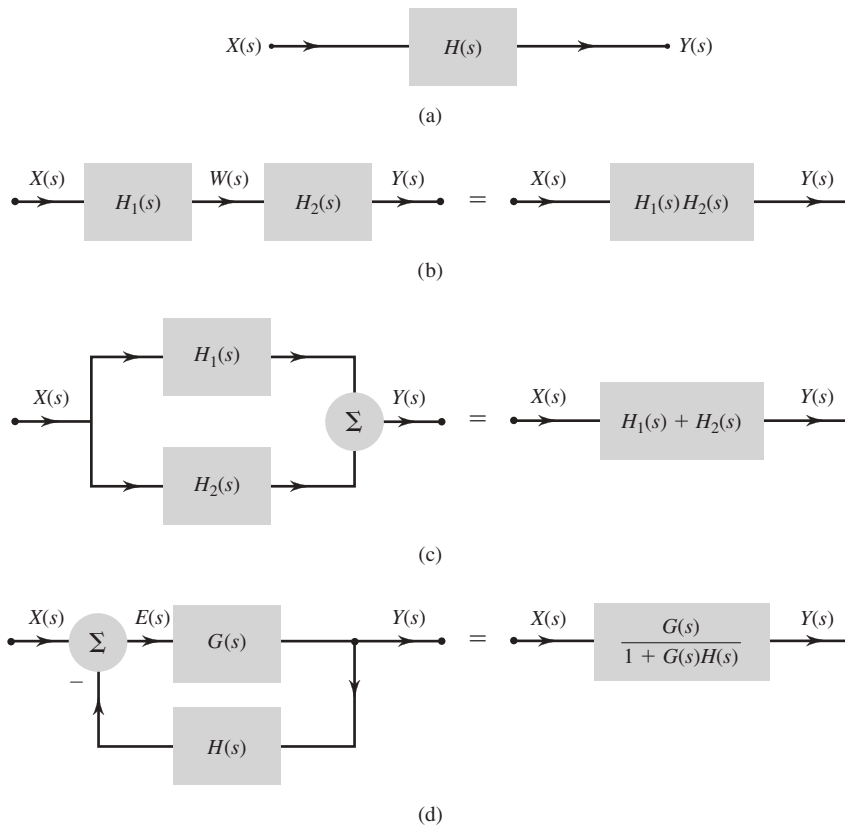 X(s) H(s) Y(s)
(a)
X(s) H₁(s) W(s) H₂(s) Y(s) = X(s) H₁(s)H₂(s) Y(s)
(b)
H₁(s)
X(s) Σ Y(s) = X(s) H₁(s) + H₂(s) Y(s)
H₂(s)
(c)
X(s) Σ E(s) G(s) Y(s) = X(s) G(s) / 1 + G(s)H(s) Y(s)
−
H(s)
(d)